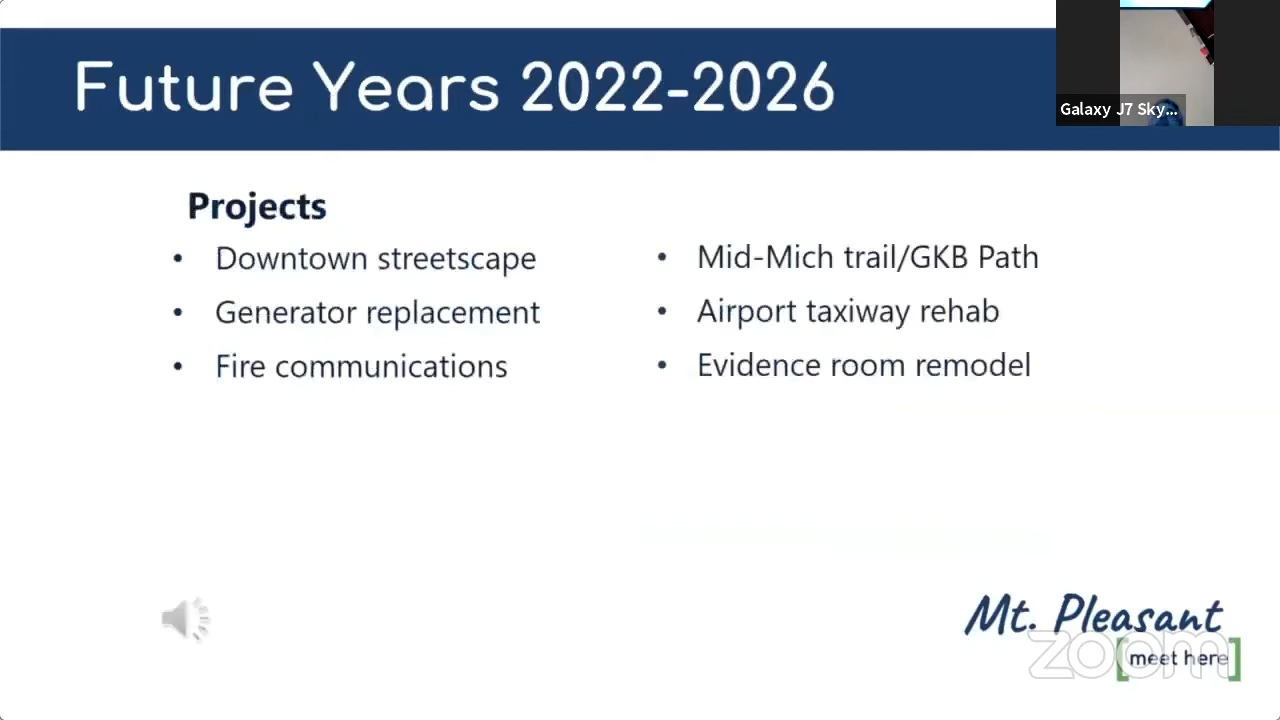 Future Years 2022-2026
Galaxy J7 Sky...
Projects
• Downtown streetscape
• Generator replacement
• Fire communications
• Mid-Mich trail/GKB Path
• Airport taxiway rehab
• Evidence room remodel
Mt. Pleasant
[meet here]
zoom